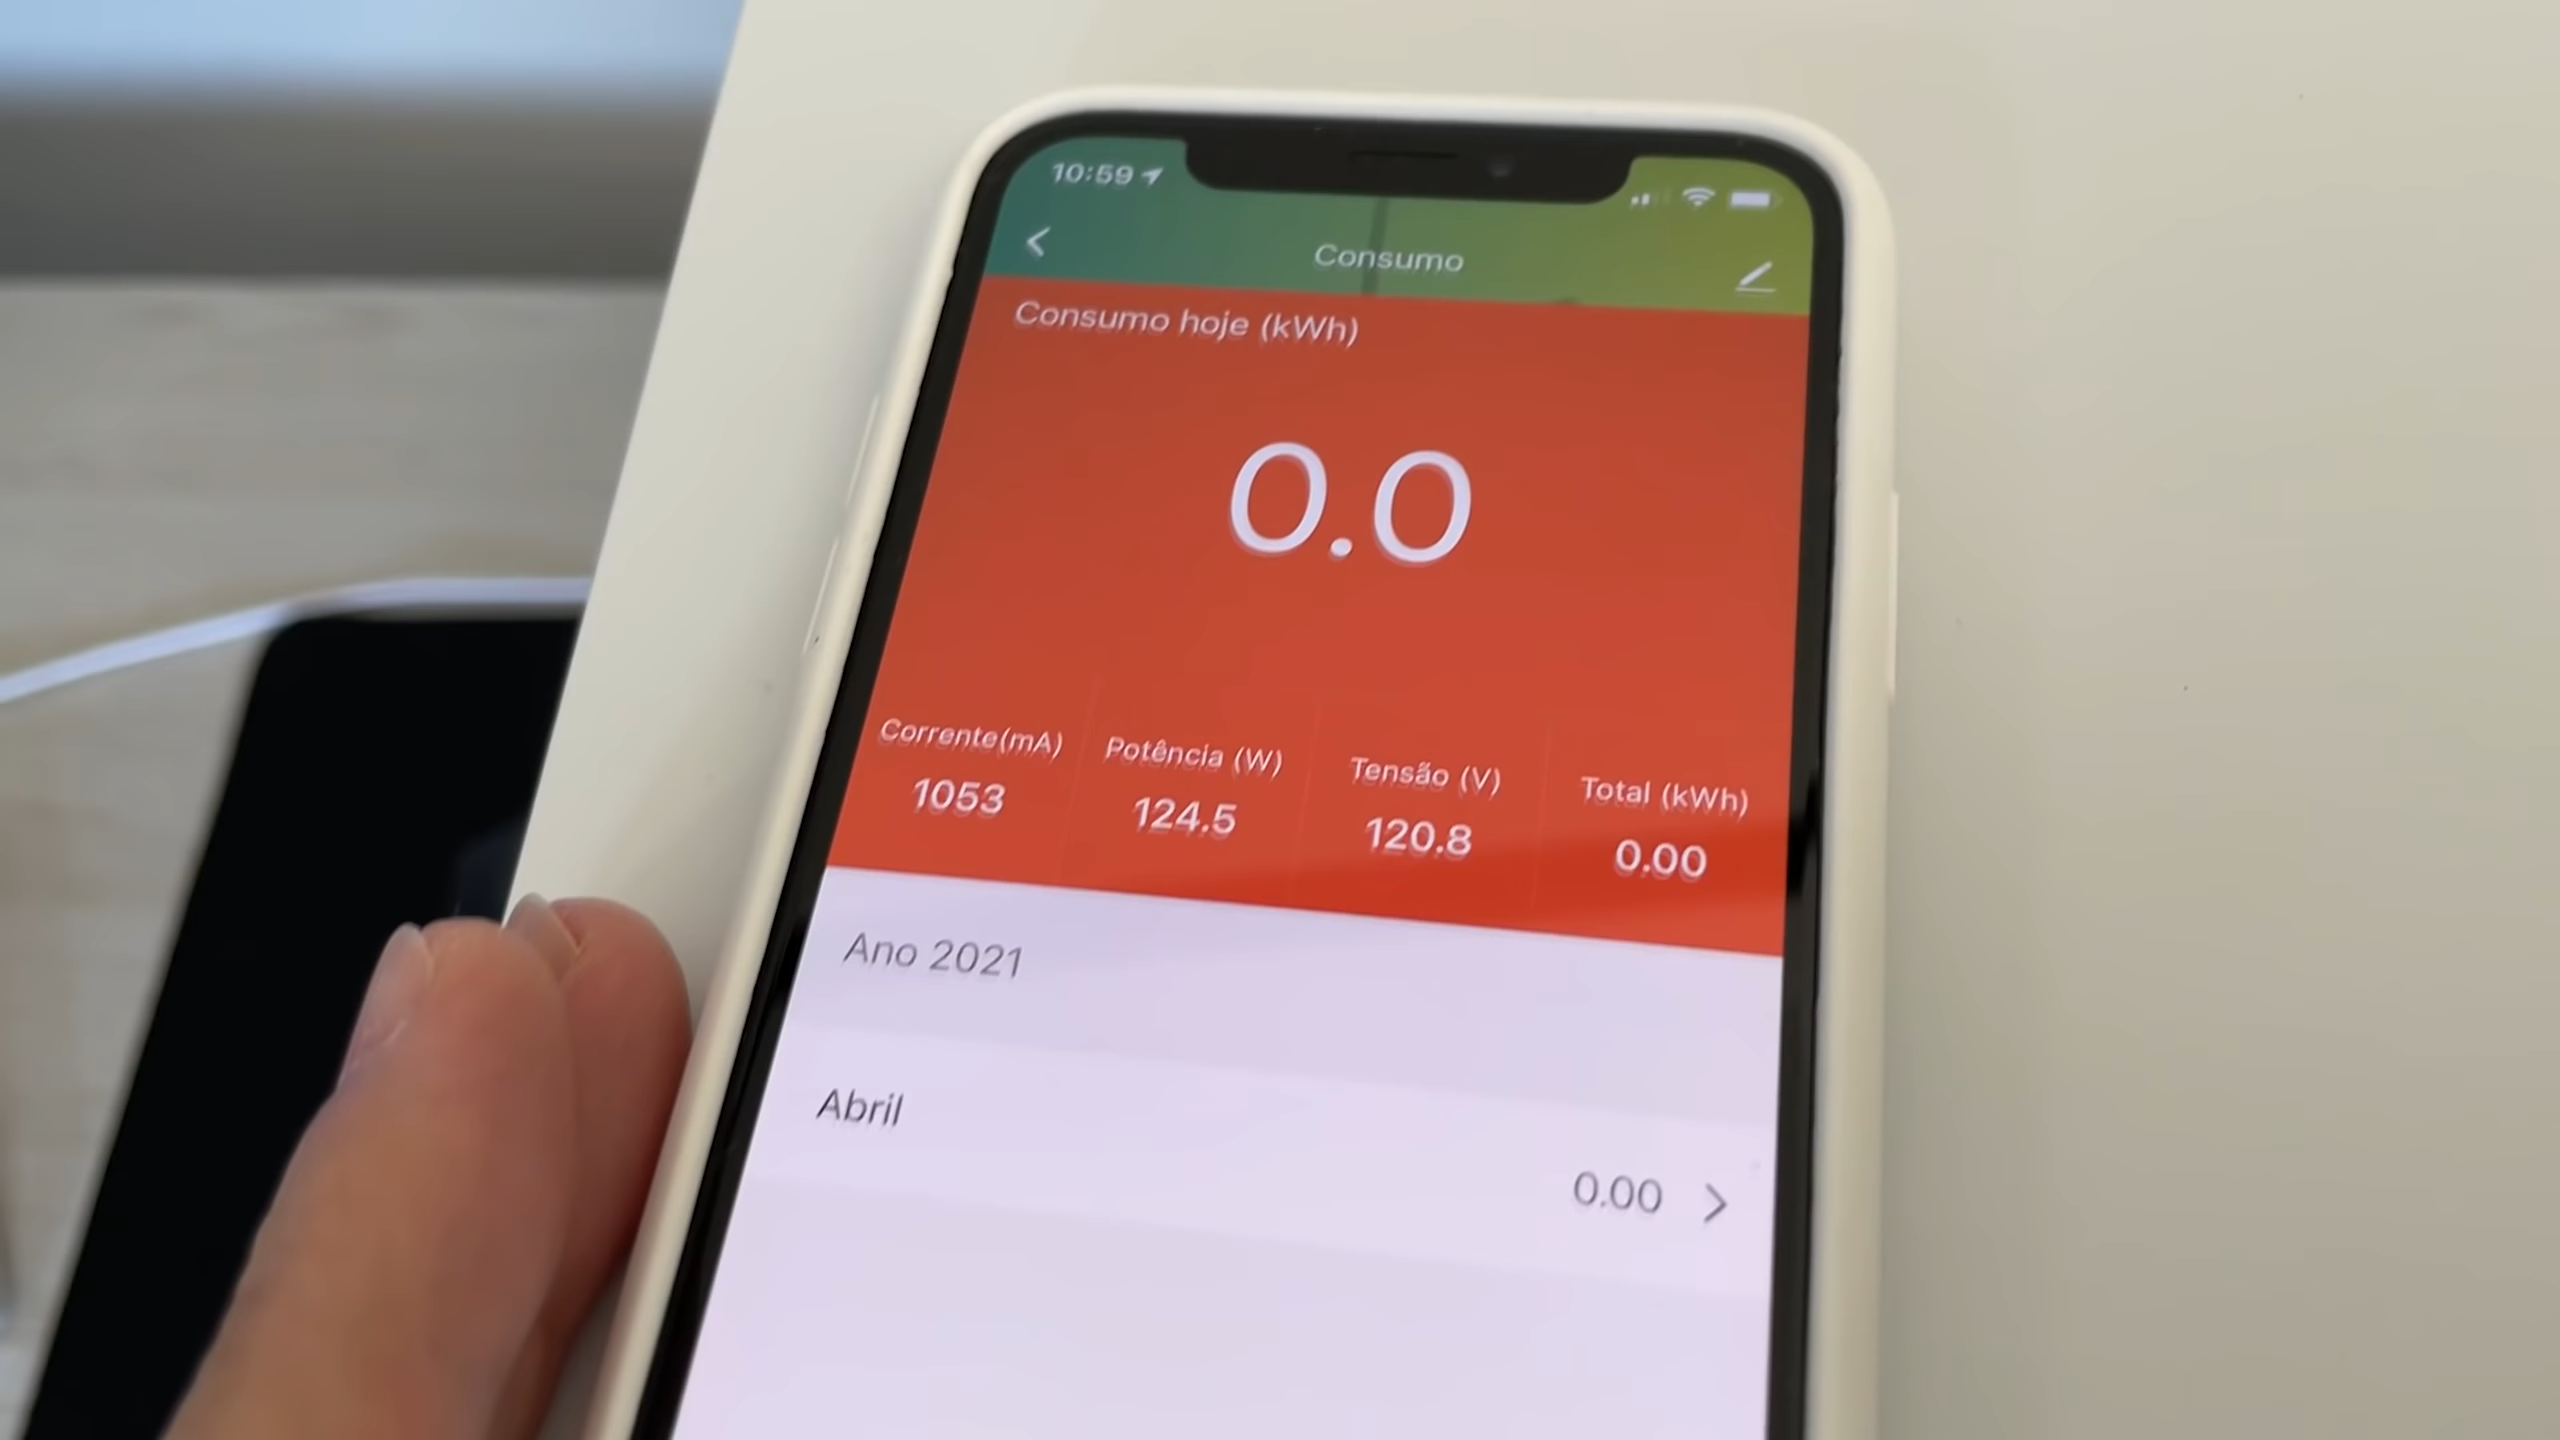 10:59
Consumo
Consumo hoje (kWh)
0.0
Corrente(mA) Potência (W) Tensão (V) Total (kWh)
1053 124.5 120.8 0.00
Ano 2021
Abril
0.00